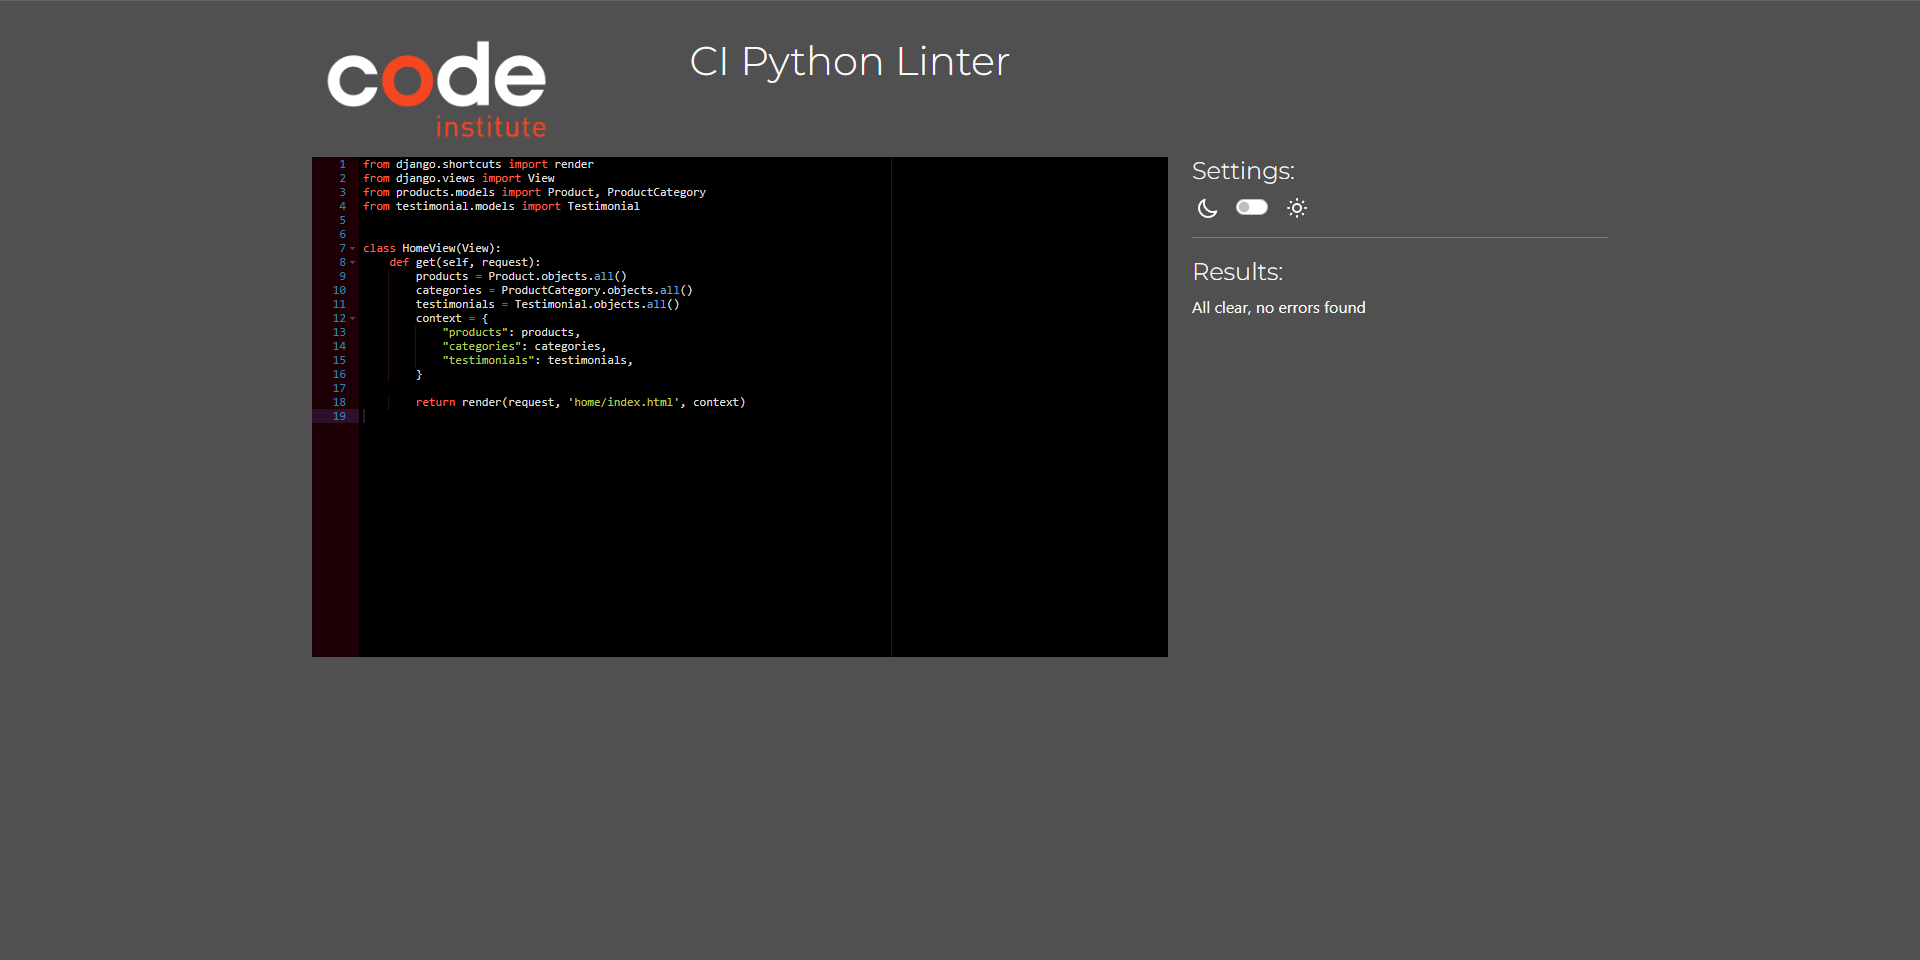 code
institute
CI Python Linter
1 from django.shortcuts import render
2 from django.views import View
3 from products.models import Product, ProductCategory
4 from testimonial.models import Testimonial
5
6
7 class HomeView(View):
8     def get(self, request):
9         products = Product.objects.all()
10         categories = ProductCategory.objects.all()
11         testimonials = Testimonial.objects.all()
12         context = {
13             "products": products,
14             "categories": categories,
15             "testimonials": testimonials,
16         }
17
18         return render(request, 'home/index.html', context)
19
Settings:
Results:
All clear, no errors found